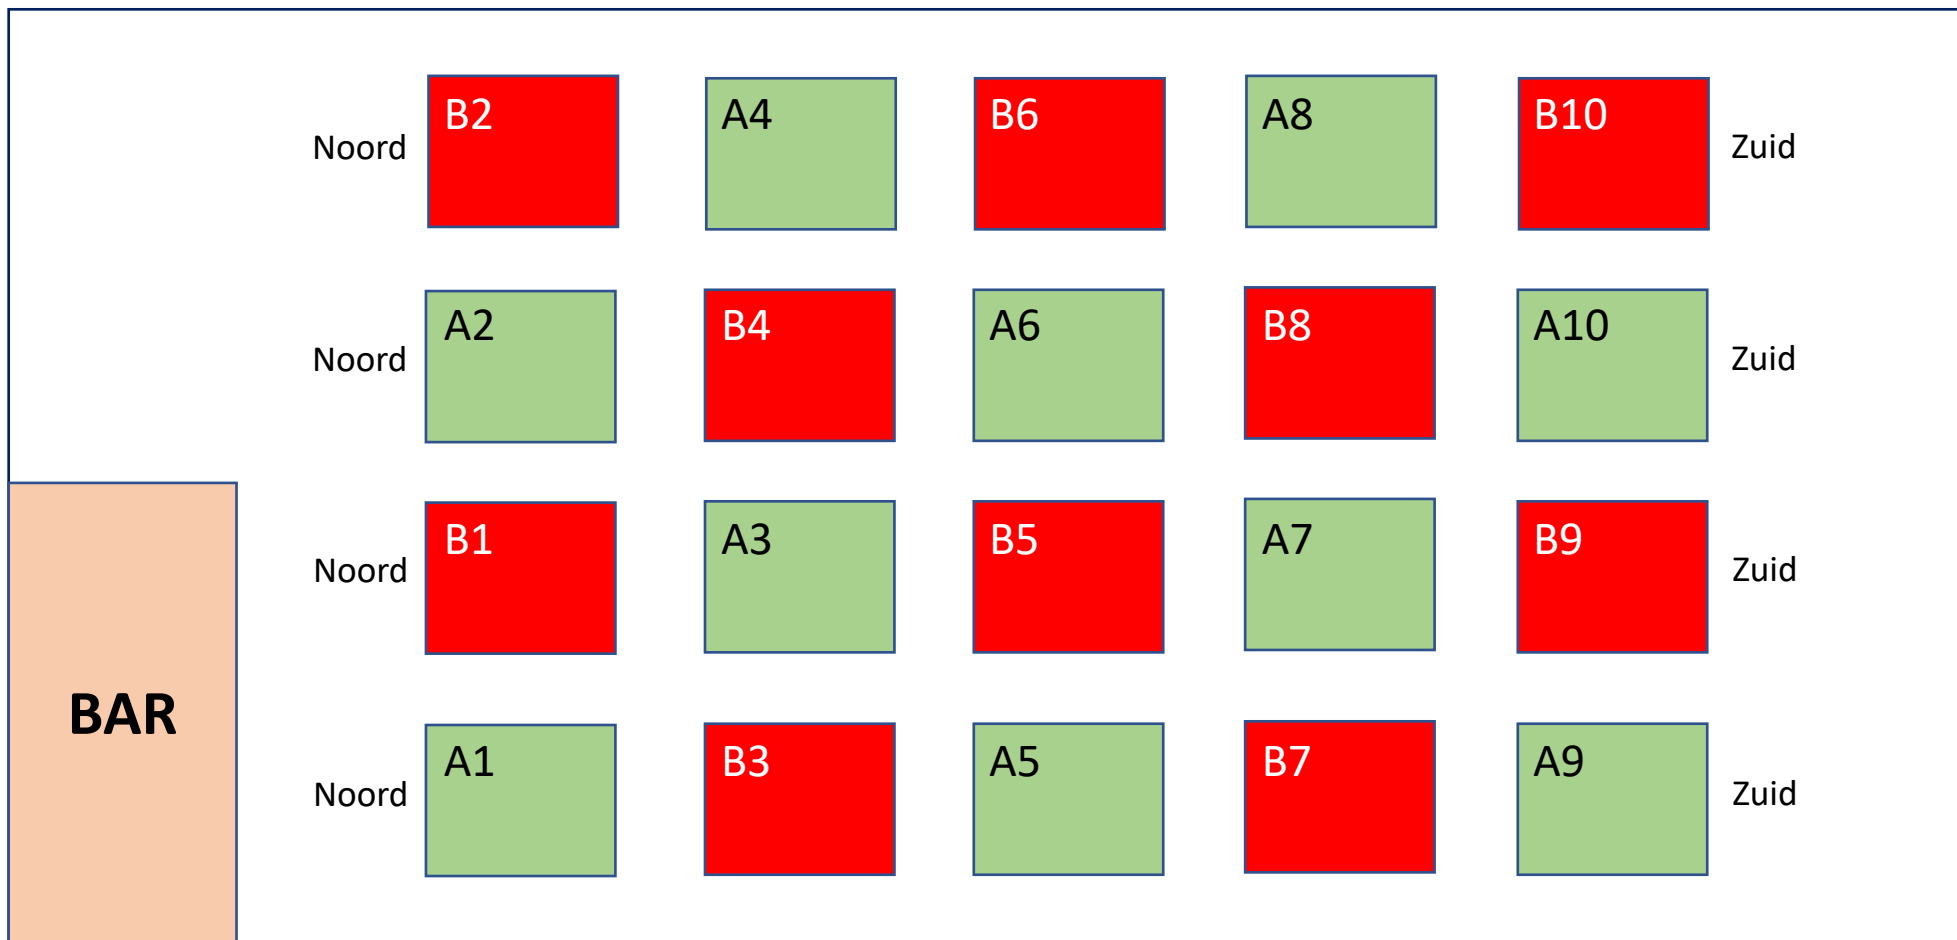 B2 A4 B6 A8 B10
Noord Zuid
A2 B4 A6 B8 A10
Noord Zuid
B1 A3 B5 A7 B9
Noord Zuid
BAR
A1 B3 A5 B7 A9
Noord Zuid